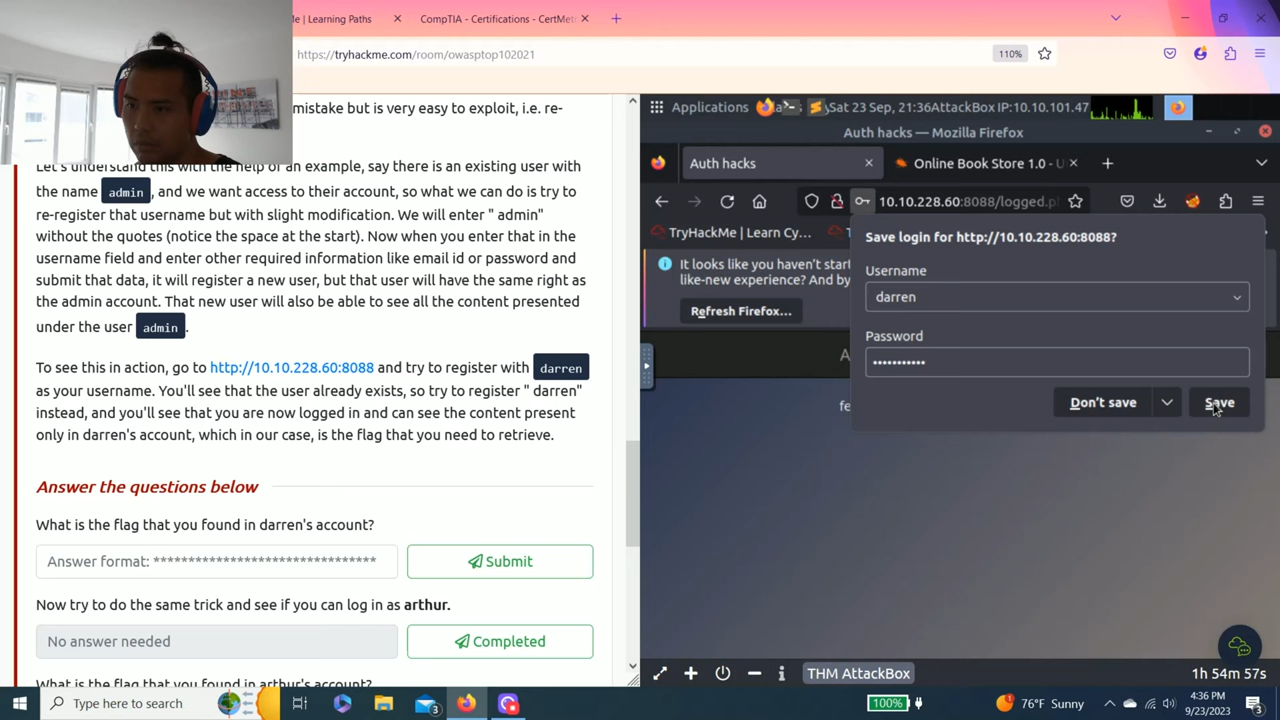 Me | Learning Paths
CompTIA - Certifications - CertMet
https://tryhackme.com/room/owasptop102021
110%
mistake but is very easy to exploit, i.e. re-
Let's understand this with the help of an example, say there is an existing user with
the name admin , and we want access to their account, so what we can do is try to
re-register that username but with slight modification. We will enter " admin"
without the quotes (notice the space at the start). Now when you enter that in the
username field and enter other required information like email id or password and
submit that data, it will register a new user, but that user will have the same right as
the admin account. That new user will also be able to see all the content presented
under the user admin .
To see this in action, go to http://10.10.228.60:8088 and try to register with darren
as your username. You'll see that the user already exists, so try to register " darren"
instead, and you'll see that you are now logged in and can see the content present
only in darren's account, which in our case, is the flag that you need to retrieve.
Answer the questions below
What is the flag that you found in darren's account?
Answer format: ********************************
Submit
Now try to do the same trick and see if you can log in as arthur.
No answer needed
Completed
What is the flag that you found in arthur's account?
Applications
Sat 23 Sep, 21:36 AttackBox IP:10.10.101.47
Auth hacks — Mozilla Firefox
Auth hacks
Online Book Store 1.0 - U
10.10.228.60:8088/logged.p
TryHackMe | Learn Cy...
It looks like you haven't star
like-new experience? And by
Refresh Firefox...
A
fe
Save login for http://10.10.228.60:8088?
Username
darren
Password
•••••••••••
Don't save
Save
THM AttackBox
1h 54m 57s
Type here to search
3
100%
76°F Sunny
4:36 PM
9/23/2023
3